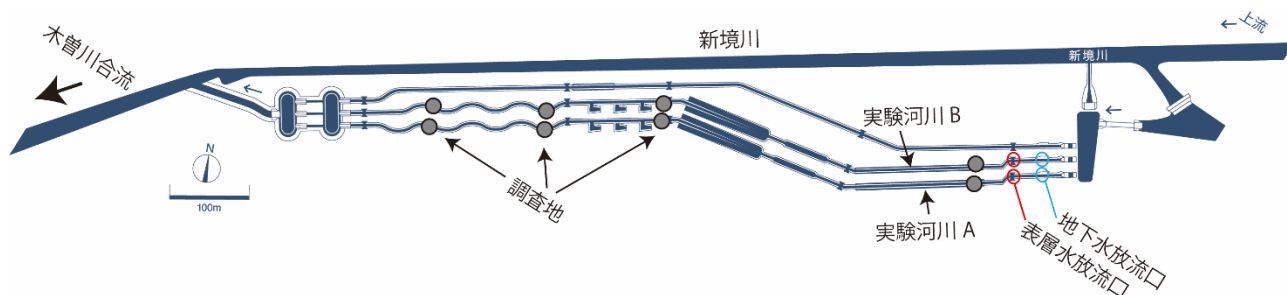 ← 上流
新境川
新境川
木曽川合流
←
←
実験河川 B
N
100m
調査地
実験河川 A
地下水放流口
表層水放流口